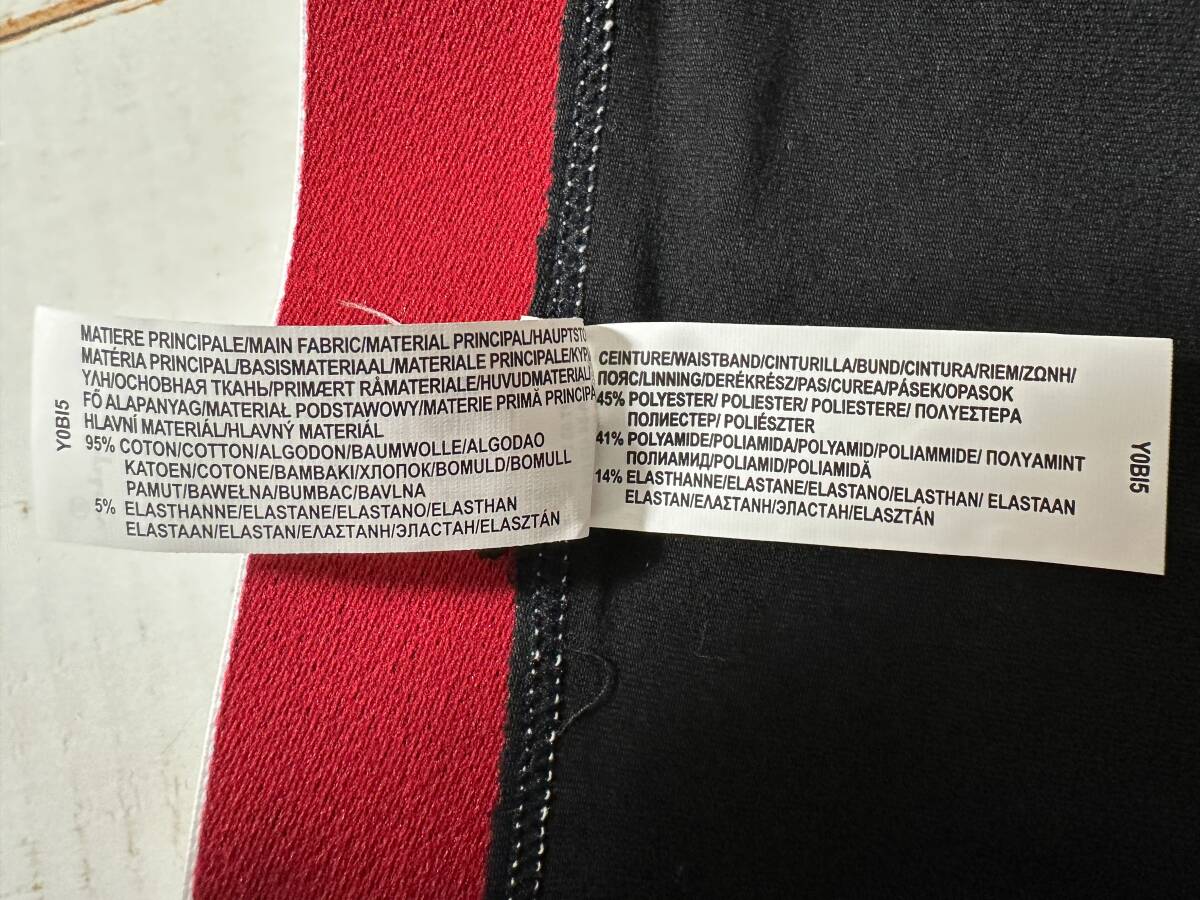 MATIERE PRINCIPALE/MAIN FABRIC/MATERIAL PRINCIPAL/HAUPTSTO
MATÉRIA PRINCIPAL/BASISMATERIAAL/MATERIALE PRINCIPALE/ΚΥΡΙ
ΥΛΗ/ОСНОВНАЯ ТКАНЬ/PRIMÆRT RÅMATERIALE/HUVUDMATERIAL
FŐ ALAPANYAG/MATERIAŁ PODSTAWOWY/MATERIE PRIMĂ PRINCIPA
HLAVNÍ MATERIÁL/HLAVNÝ MATERIÁL
95% COTON/COTTON/ALGODON/BAUMWOLLE/ALGODAO
KATOEN/COTONE/BAMBAKI/ХЛОПОК/BOMULD/BOMULL
PAMUT/BAWEŁNA/BUMBAC/BAVLNA
5% ELASTHANNE/ELASTANE/ELASTANO/ELASTHAN
ELASTAAN/ELASTAN/ΕΛΑΣΤΑΝΗ/ЭЛАСТАН/ELASZTÁN
Y0BI5
CEINTURE/WAISTBAND/CINTURILLA/BUND/CINTURA/RIEM/ΖΩΝΗ/
ПОЯС/LINNING/DERÉKRÉSZ/PAS/CUREA/PÁSEK/OPASOK
45% POLYESTER/ POLIESTER/ POLIESTERE/ ΠΟΛΥΕΣΤΕΡΑ
ПОЛИЕСТЕР/ POLIÉSZTER
41% POLYAMIDE/POLIAMIDA/POLYAMID/POLIAMMIDE/ ΠΟΛΥΑΜΙΝΤ
ПОЛИАМИД/POLIAMID/POLIAMIDĂ
14% ELASTHANNE/ELASTANE/ELASTANO/ELASTHAN/ ELASTAAN
ELASTAN/ΕΛΑΣΤΑΝΗ/ЭЛАСТАН/ELASZTÁN
Y0BI5